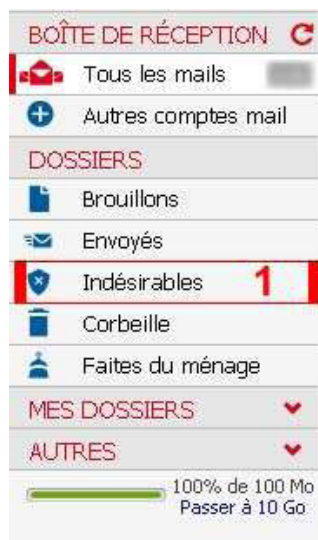 BOÎTE DE RÉCEPTION
Tous les mails
Autres comptes mail
DOSSIERS
Brouillons
Envoyés
Indésirables 1
Corbeille
Faites du ménage
MES DOSSIERS
AUTRES
100% de 100 Mo
Passer à 10 Go